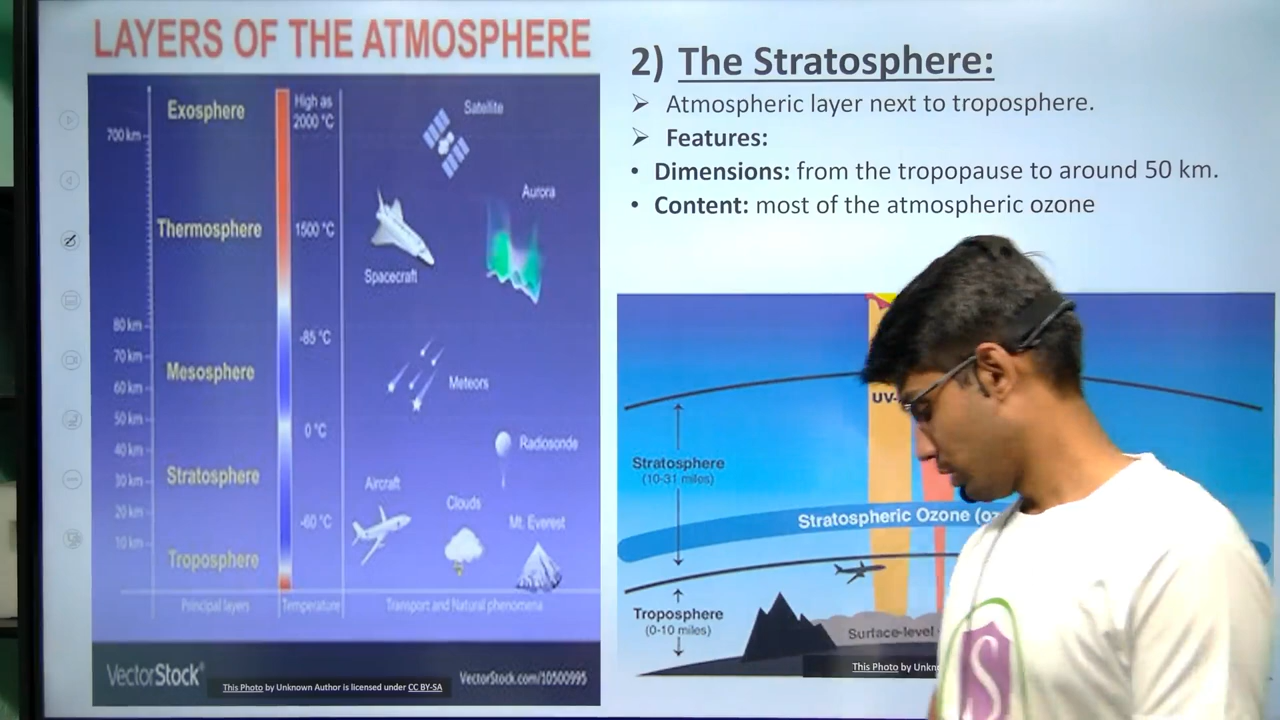 LAYERS OF THE ATMOSPHERE
Exosphere
High as
2000 °C
Satellite
700 km
Aurora
Thermosphere
1500 °C
Spacecraft
80 km
-85 °C
70 km
Mesosphere
60 km
Meteors
50 km
0 °C
40 km
Radiosonde
Stratosphere
30 km
Aircraft
Clouds
20 km
-60 °C
Mt. Everest
10 km
Troposphere
Principal layers
Temperature
Transport and Natural phenomena
VectorStock®
This Photo by Unknown Author is licensed under CC BY-SA
VectorStock.com/10500995
2) The Stratosphere:
➢ Atmospheric layer next to troposphere.
➢ Features:
• Dimensions: from the tropopause to around 50 km.
• Content: most of the atmospheric ozone
UV-
Stratosphere
(10-31 miles)
Stratospheric Ozone (oz
Troposphere
(0-10 miles)
Surface-level
This Photo by Unkn
S